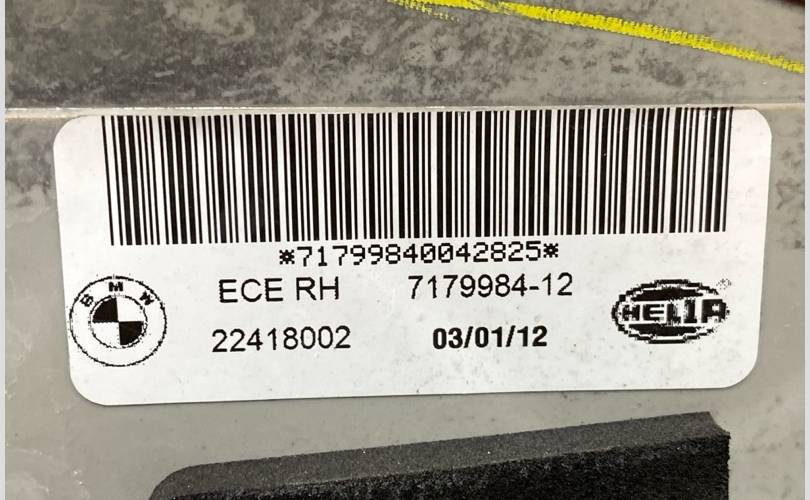 *71799840042825*
BMW
ECE RH 7179984-12
HELLA
22418002 03/01/12